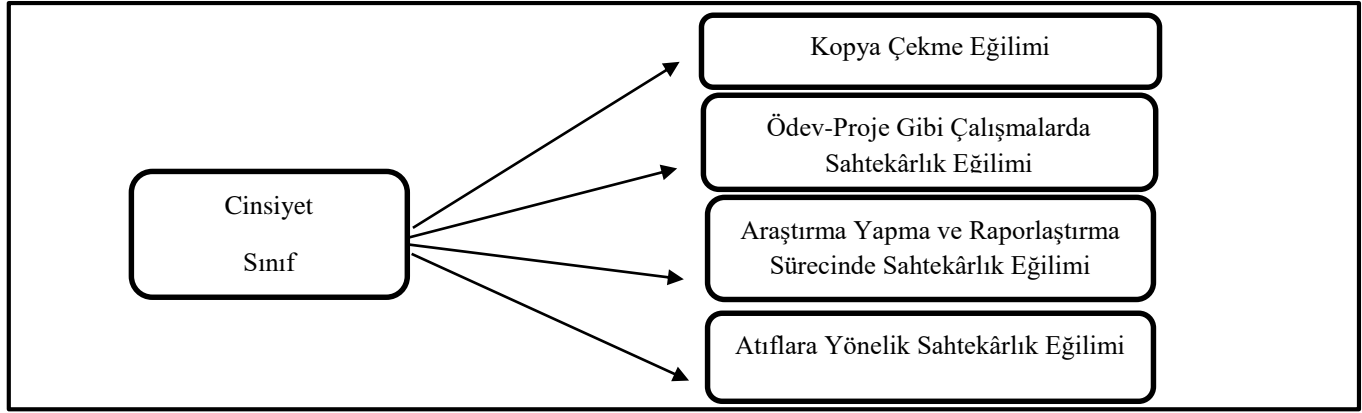 Cinsiyet
Sınıf
Kopya Çekme Eğilimi
Ödev-Proje Gibi Çalışmalarda
Sahtekârlık Eğilimi
Araştırma Yapma ve Raporlaştırma
Sürecinde Sahtekârlık Eğilimi
Atıflara Yönelik Sahtekârlık Eğilimi